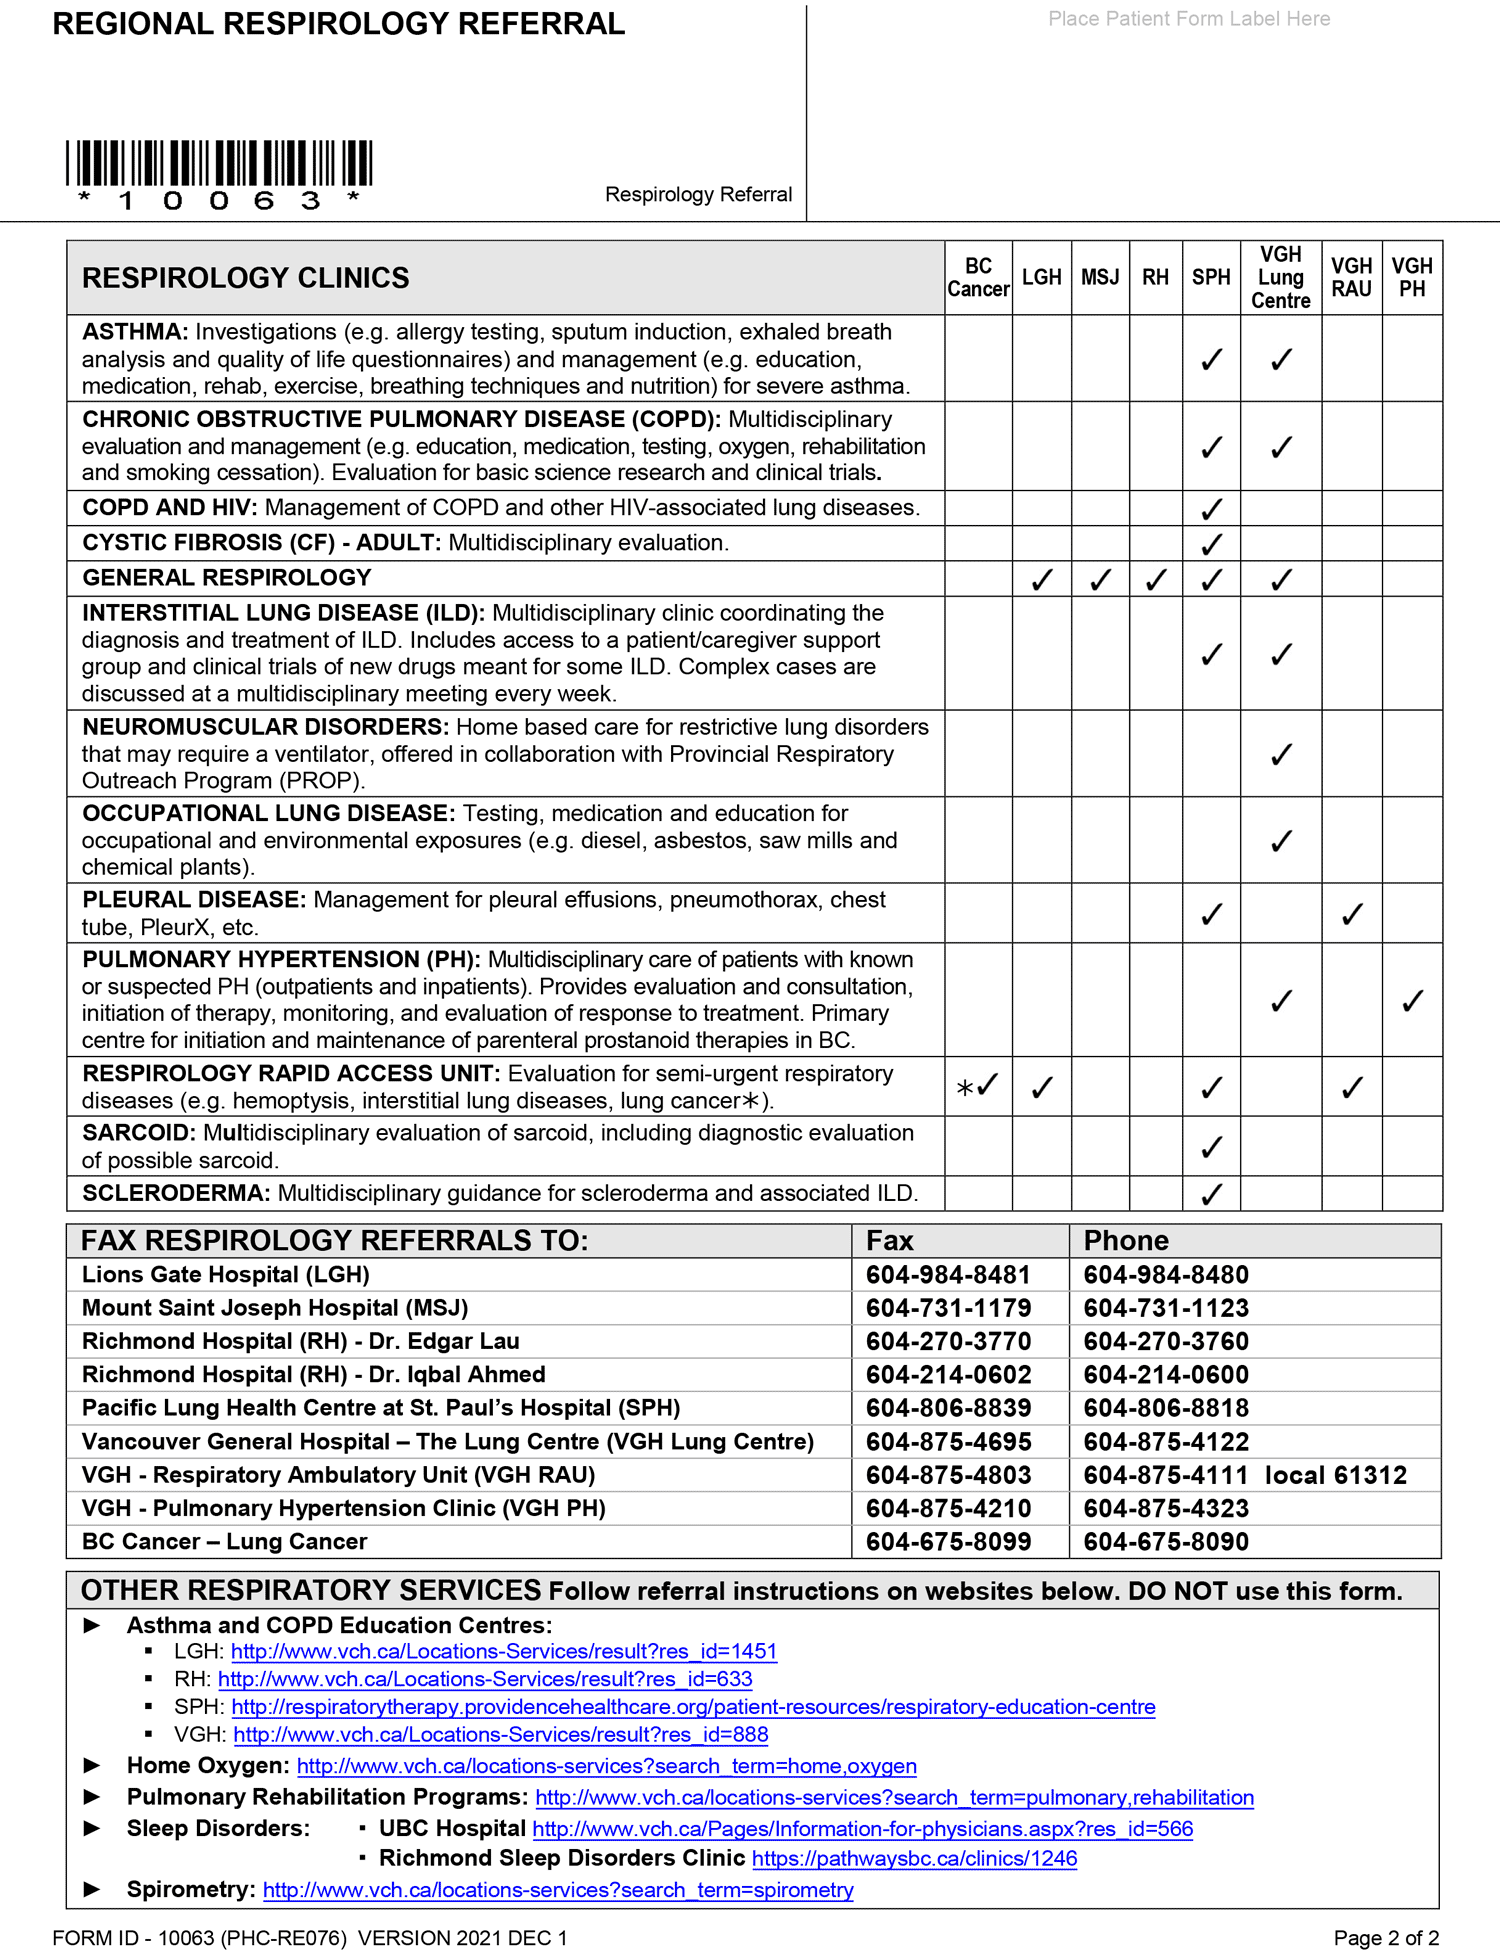 REGIONAL RESPIROLOGY REFERRAL
Place Patient Form Label Here
* 1 0 0 6 3 *
Respirology Referral
RESPIROLOGY CLINICS BC Cancer LGH MSJ RH SPH VGH Lung Centre VGH RAU VGH PH
ASTHMA: Investigations (e.g. allergy testing, sputum induction, exhaled breath
analysis and quality of life questionnaires) and management (e.g. education, ✓ ✓
medication, rehab, exercise, breathing techniques and nutrition) for severe asthma.
CHRONIC OBSTRUCTIVE PULMONARY DISEASE (COPD): Multidisciplinary
evaluation and management (e.g. education, medication, testing, oxygen, rehabilitation ✓ ✓
and smoking cessation). Evaluation for basic science research and clinical trials.
COPD AND HIV: Management of COPD and other HIV-associated lung diseases. ✓
CYSTIC FIBROSIS (CF) - ADULT: Multidisciplinary evaluation. ✓
GENERAL RESPIROLOGY ✓ ✓ ✓ ✓ ✓
INTERSTITIAL LUNG DISEASE (ILD): Multidisciplinary clinic coordinating the
diagnosis and treatment of ILD. Includes access to a patient/caregiver support
group and clinical trials of new drugs meant for some ILD. Complex cases are ✓ ✓
discussed at a multidisciplinary meeting every week.
NEUROMUSCULAR DISORDERS: Home based care for restrictive lung disorders
that may require a ventilator, offered in collaboration with Provincial Respiratory ✓
Outreach Program (PROP).
OCCUPATIONAL LUNG DISEASE: Testing, medication and education for
occupational and environmental exposures (e.g. diesel, asbestos, saw mills and ✓
chemical plants).
PLEURAL DISEASE: Management for pleural effusions, pneumothorax, chest
tube, PleurX, etc. ✓ ✓
PULMONARY HYPERTENSION (PH): Multidisciplinary care of patients with known
or suspected PH (outpatients and inpatients). Provides evaluation and consultation,
initiation of therapy, monitoring, and evaluation of response to treatment. Primary ✓ ✓
centre for initiation and maintenance of parenteral prostanoid therapies in BC.
RESPIROLOGY RAPID ACCESS UNIT: Evaluation for semi-urgent respiratory
diseases (e.g. hemoptysis, interstitial lung diseases, lung cancer*). *✓ ✓ ✓ ✓
SARCOID: Multidisciplinary evaluation of sarcoid, including diagnostic evaluation
of possible sarcoid. ✓
SCLERODERMA: Multidisciplinary guidance for scleroderma and associated ILD. ✓
FAX RESPIROLOGY REFERRALS TO: Fax Phone
Lions Gate Hospital (LGH) 604-984-8481 604-984-8480
Mount Saint Joseph Hospital (MSJ) 604-731-1179 604-731-1123
Richmond Hospital (RH) - Dr. Edgar Lau 604-270-3770 604-270-3760
Richmond Hospital (RH) - Dr. Iqbal Ahmed 604-214-0602 604-214-0600
Pacific Lung Health Centre at St. Paul's Hospital (SPH) 604-806-8839 604-806-8818
Vancouver General Hospital – The Lung Centre (VGH Lung Centre) 604-875-4695 604-875-4122
VGH - Respiratory Ambulatory Unit (VGH RAU) 604-875-4803 604-875-4111 local 61312
VGH - Pulmonary Hypertension Clinic (VGH PH) 604-875-4210 604-875-4323
BC Cancer – Lung Cancer 604-675-8099 604-675-8090
OTHER RESPIRATORY SERVICES Follow referral instructions on websites below. DO NOT use this form.
► Asthma and COPD Education Centres:
▪ LGH: http://www.vch.ca/Locations-Services/result?res_id=1451
▪ RH: http://www.vch.ca/Locations-Services/result?res_id=633
▪ SPH: http://respiratorytherapy.providencehealthcare.org/patient-resources/respiratory-education-centre
▪ VGH: http://www.vch.ca/Locations-Services/result?res_id=888
► Home Oxygen: http://www.vch.ca/locations-services?search_term=home,oxygen
► Pulmonary Rehabilitation Programs: http://www.vch.ca/locations-services?search_term=pulmonary,rehabilitation
► Sleep Disorders: ▪ UBC Hospital http://www.vch.ca/Pages/Information-for-physicians.aspx?res_id=566
▪ Richmond Sleep Disorders Clinic https://pathwaysbc.ca/clinics/1246
► Spirometry: http://www.vch.ca/locations-services?search_term=spirometry
FORM ID - 10063 (PHC-RE076) VERSION 2021 DEC 1 Page 2 of 2